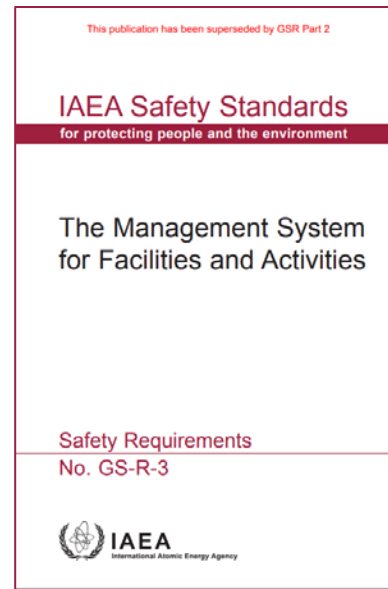 This publication has been superseded by GSR Part 2
IAEA Safety Standards
for protecting people and the environment
The Management System
for Facilities and Activities
Safety Requirements
No. GS-R-3
IAEA
International Atomic Energy Agency